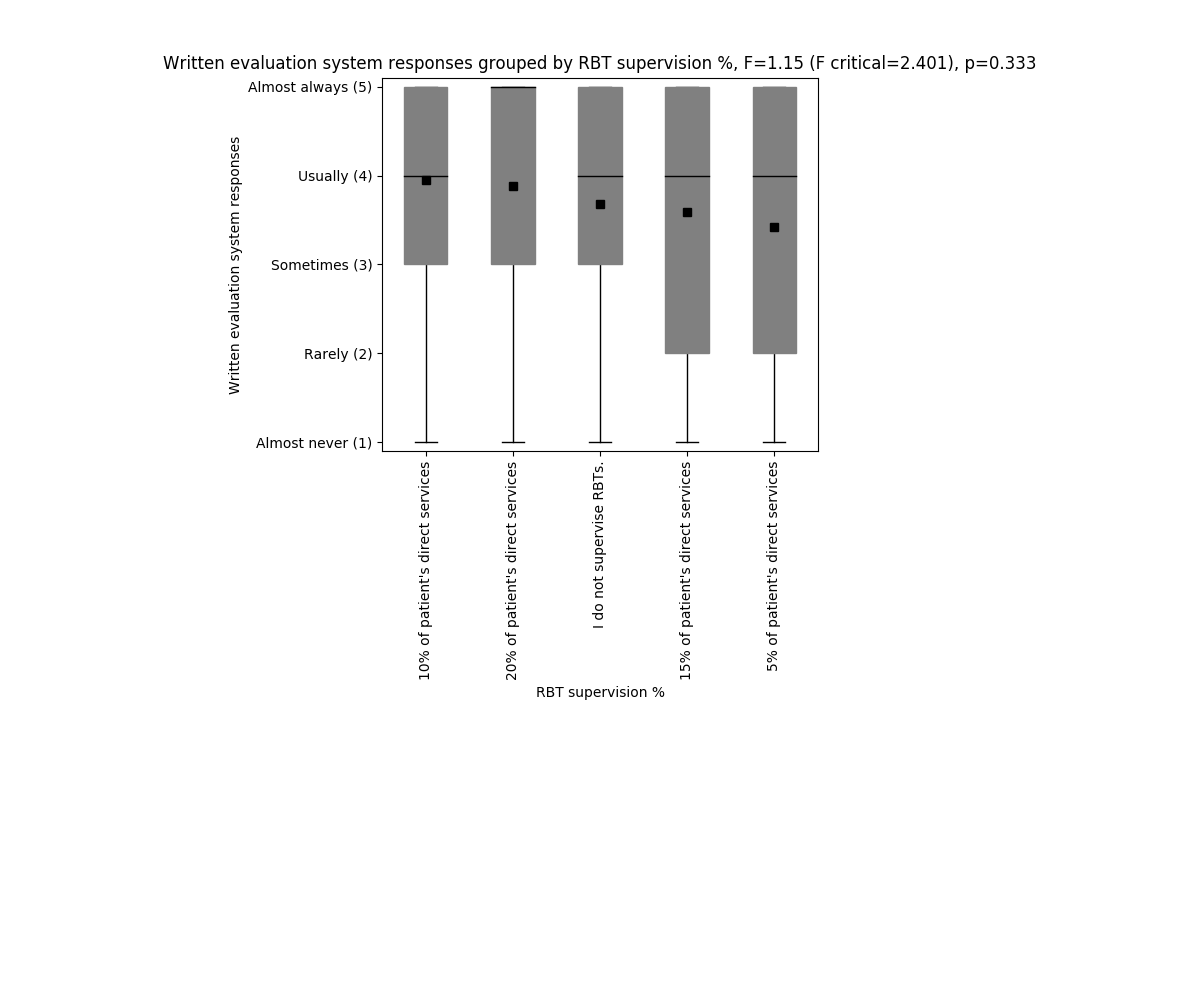 Written evaluation system responses grouped by RBT supervision %, F=1.15 (F critical=2.401), p=0.333
Written evaluation system responses
Almost always (5)
Usually (4)
Sometimes (3)
Rarely (2)
Almost never (1)
10% of patient's direct services
20% of patient's direct services
I do not supervise RBTs.
15% of patient's direct services
5% of patient's direct services
RBT supervision %